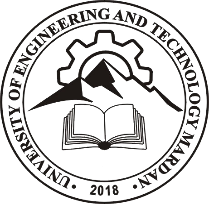 UNIVERSITY OF ENGINEERING AND TECHNOLOGY MARDAN
2018